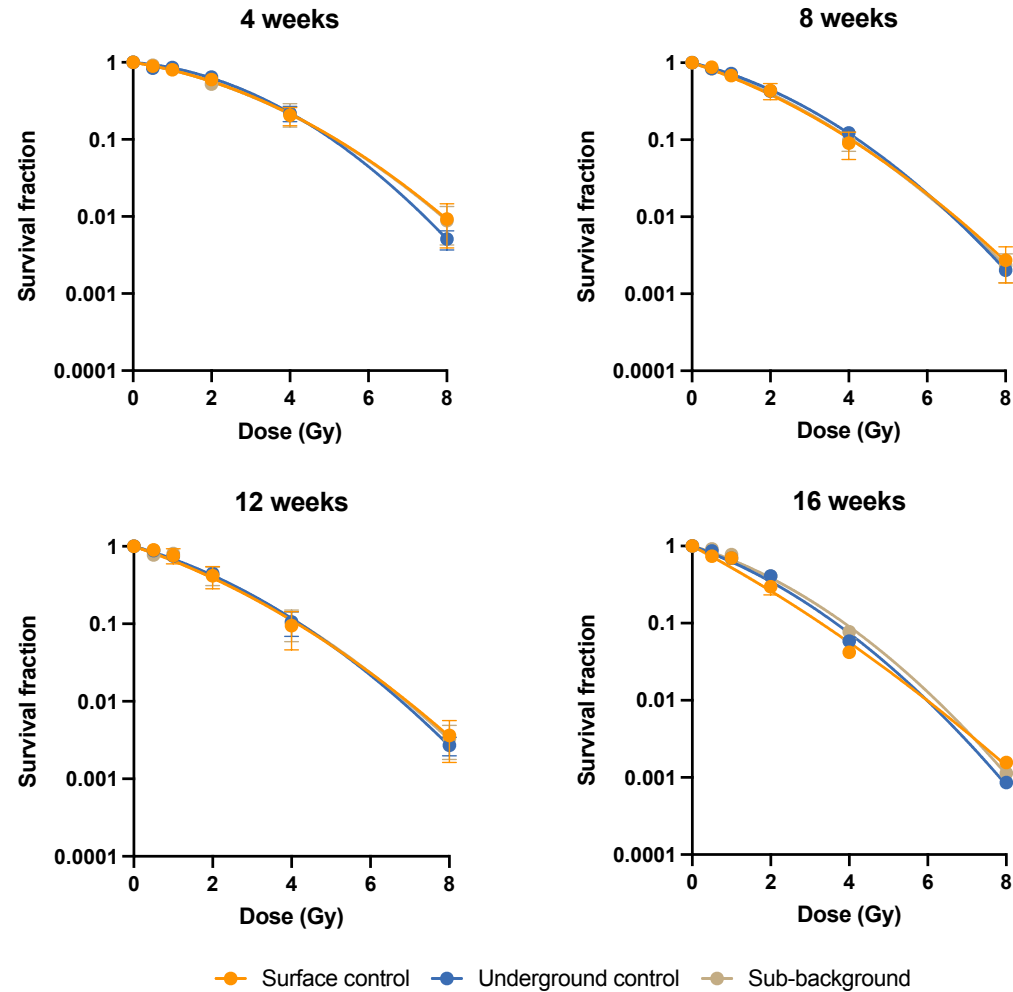 4 weeks
Survival fraction
1
0.1
0.01
0.001
0.0001
0 2 4 6 8
Dose (Gy)
8 weeks
Survival fraction
1
0.1
0.01
0.001
0.0001
0 2 4 6 8
Dose (Gy)
12 weeks
Survival fraction
1
0.1
0.01
0.001
0.0001
0 2 4 6 8
Dose (Gy)
16 weeks
Survival fraction
1
0.1
0.01
0.001
0.0001
0 2 4 6 8
Dose (Gy)
Surface control Underground control Sub-background